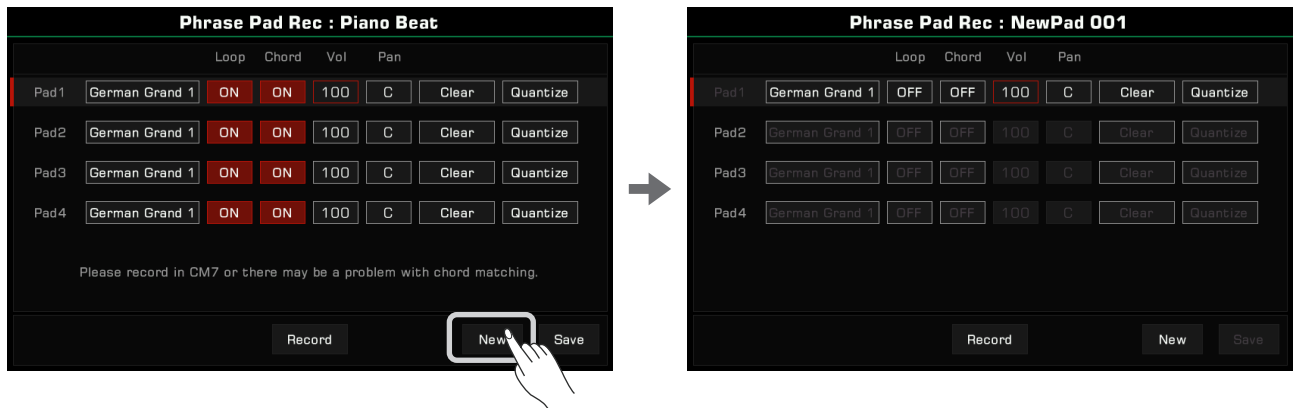 Phrase Pad Rec : Piano Beat
Loop Chord Vol Pan
Pad1 German Grand 1 ON ON 100 C Clear Quantize
Pad2 German Grand 1 ON ON 100 C Clear Quantize
Pad3 German Grand 1 ON ON 100 C Clear Quantize
Pad4 German Grand 1 ON ON 100 C Clear Quantize
Please record in CM7 or there may be a problem with chord matching.
Record New Save
Phrase Pad Rec : NewPad 001
Loop Chord Vol Pan
Pad1 German Grand 1 OFF OFF 100 C Clear Quantize
Pad2 German Grand 1 OFF OFF 100 C Clear Quantize
Pad3 German Grand 1 OFF OFF 100 C Clear Quantize
Pad4 German Grand 1 OFF OFF 100 C Clear Quantize
Record New Save